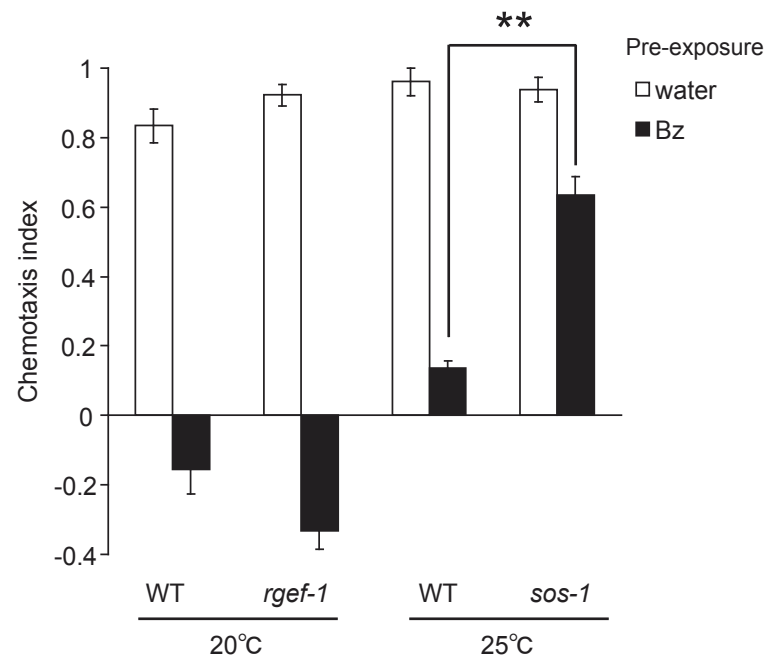 **
Pre-exposure
water
Bz
Chemotaxis index
1
0.8
0.6
0.4
0.2
0
-0.2
-0.4
WT rgef-1 WT sos-1
20℃ 25℃